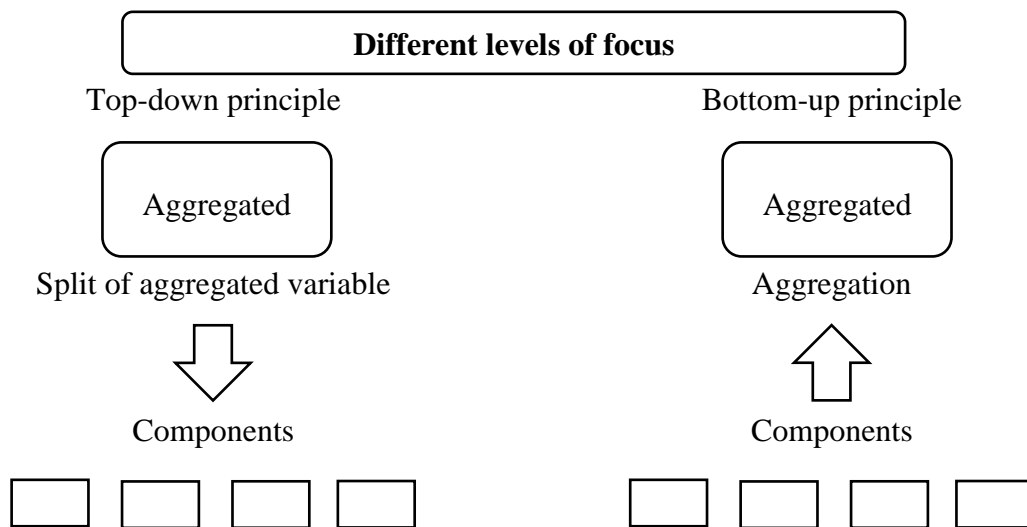 Different levels of focus
Top-down principle
Bottom-up principle
Aggregated
Aggregated
Split of aggregated variable
Aggregation
Components
Components